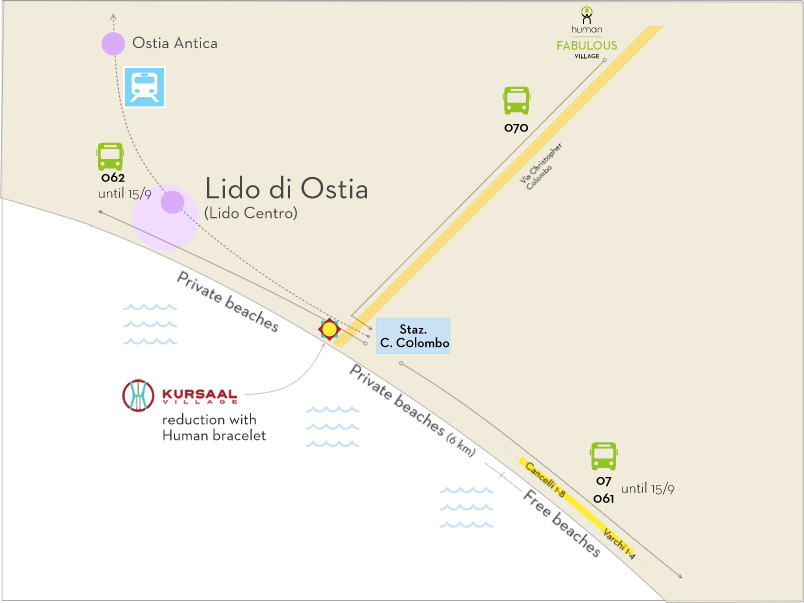 human
FABULOUS
VILLAGE
Ostia Antica
070
Via Christopher
Colombo
062
until 15/9
Lido di Ostia
(Lido Centro)
Private beaches
Staz.
C. Colombo
KURSAAL
VILLAGE
reduction with
Human bracelet
Private beaches (6 km)
07
061
until 15/9
Cancelli 1-8
Varchi 1-4
Free beaches